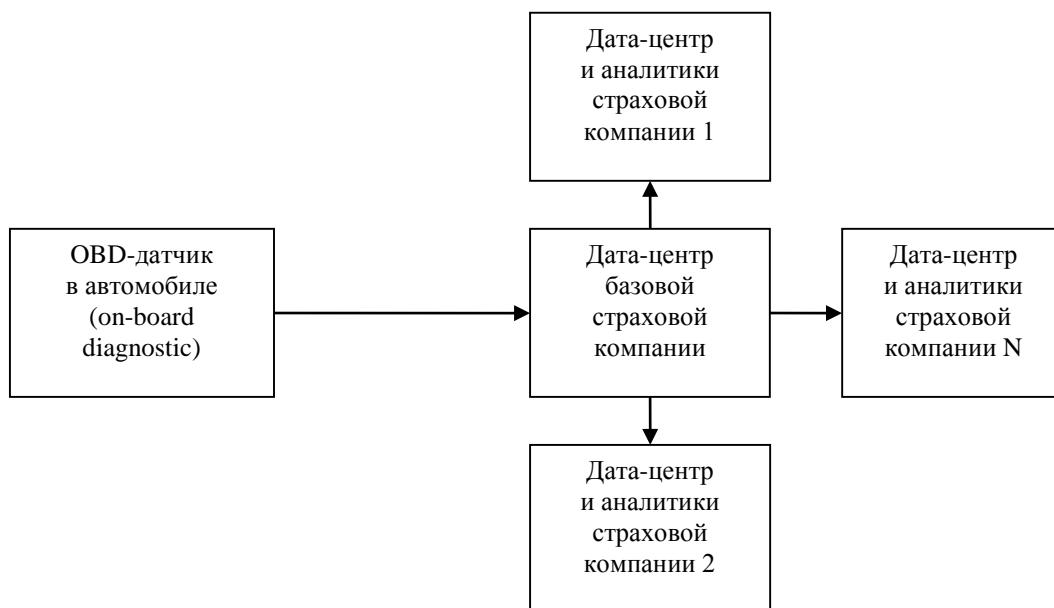 Дата-центр
и аналитики
страховой
компании 1
OBD-датчик
в автомобиле
(on-board
diagnostic)
Дата-центр
базовой
страховой
компании
Дата-центр
и аналитики
страховой
компании N
Дата-центр
и аналитики
страховой
компании 2